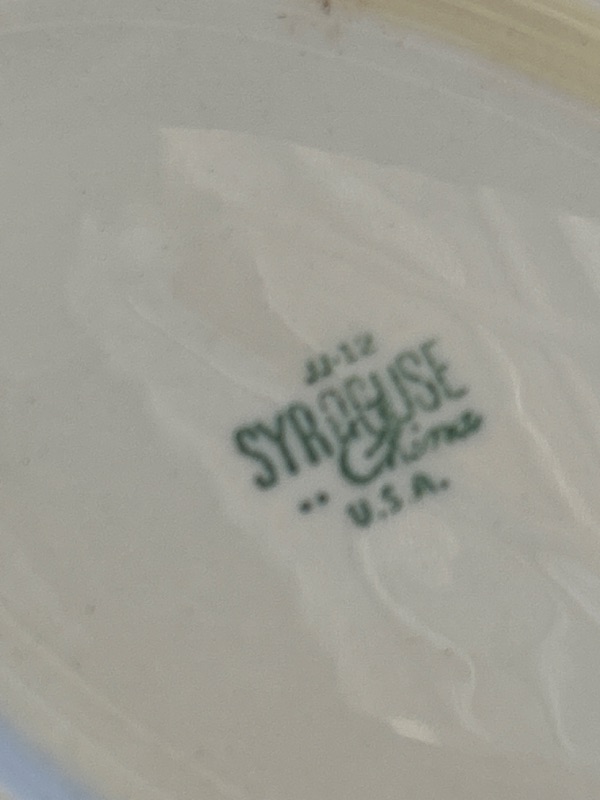 JJ-12
SYRACUSE
China
•• U.S.A.